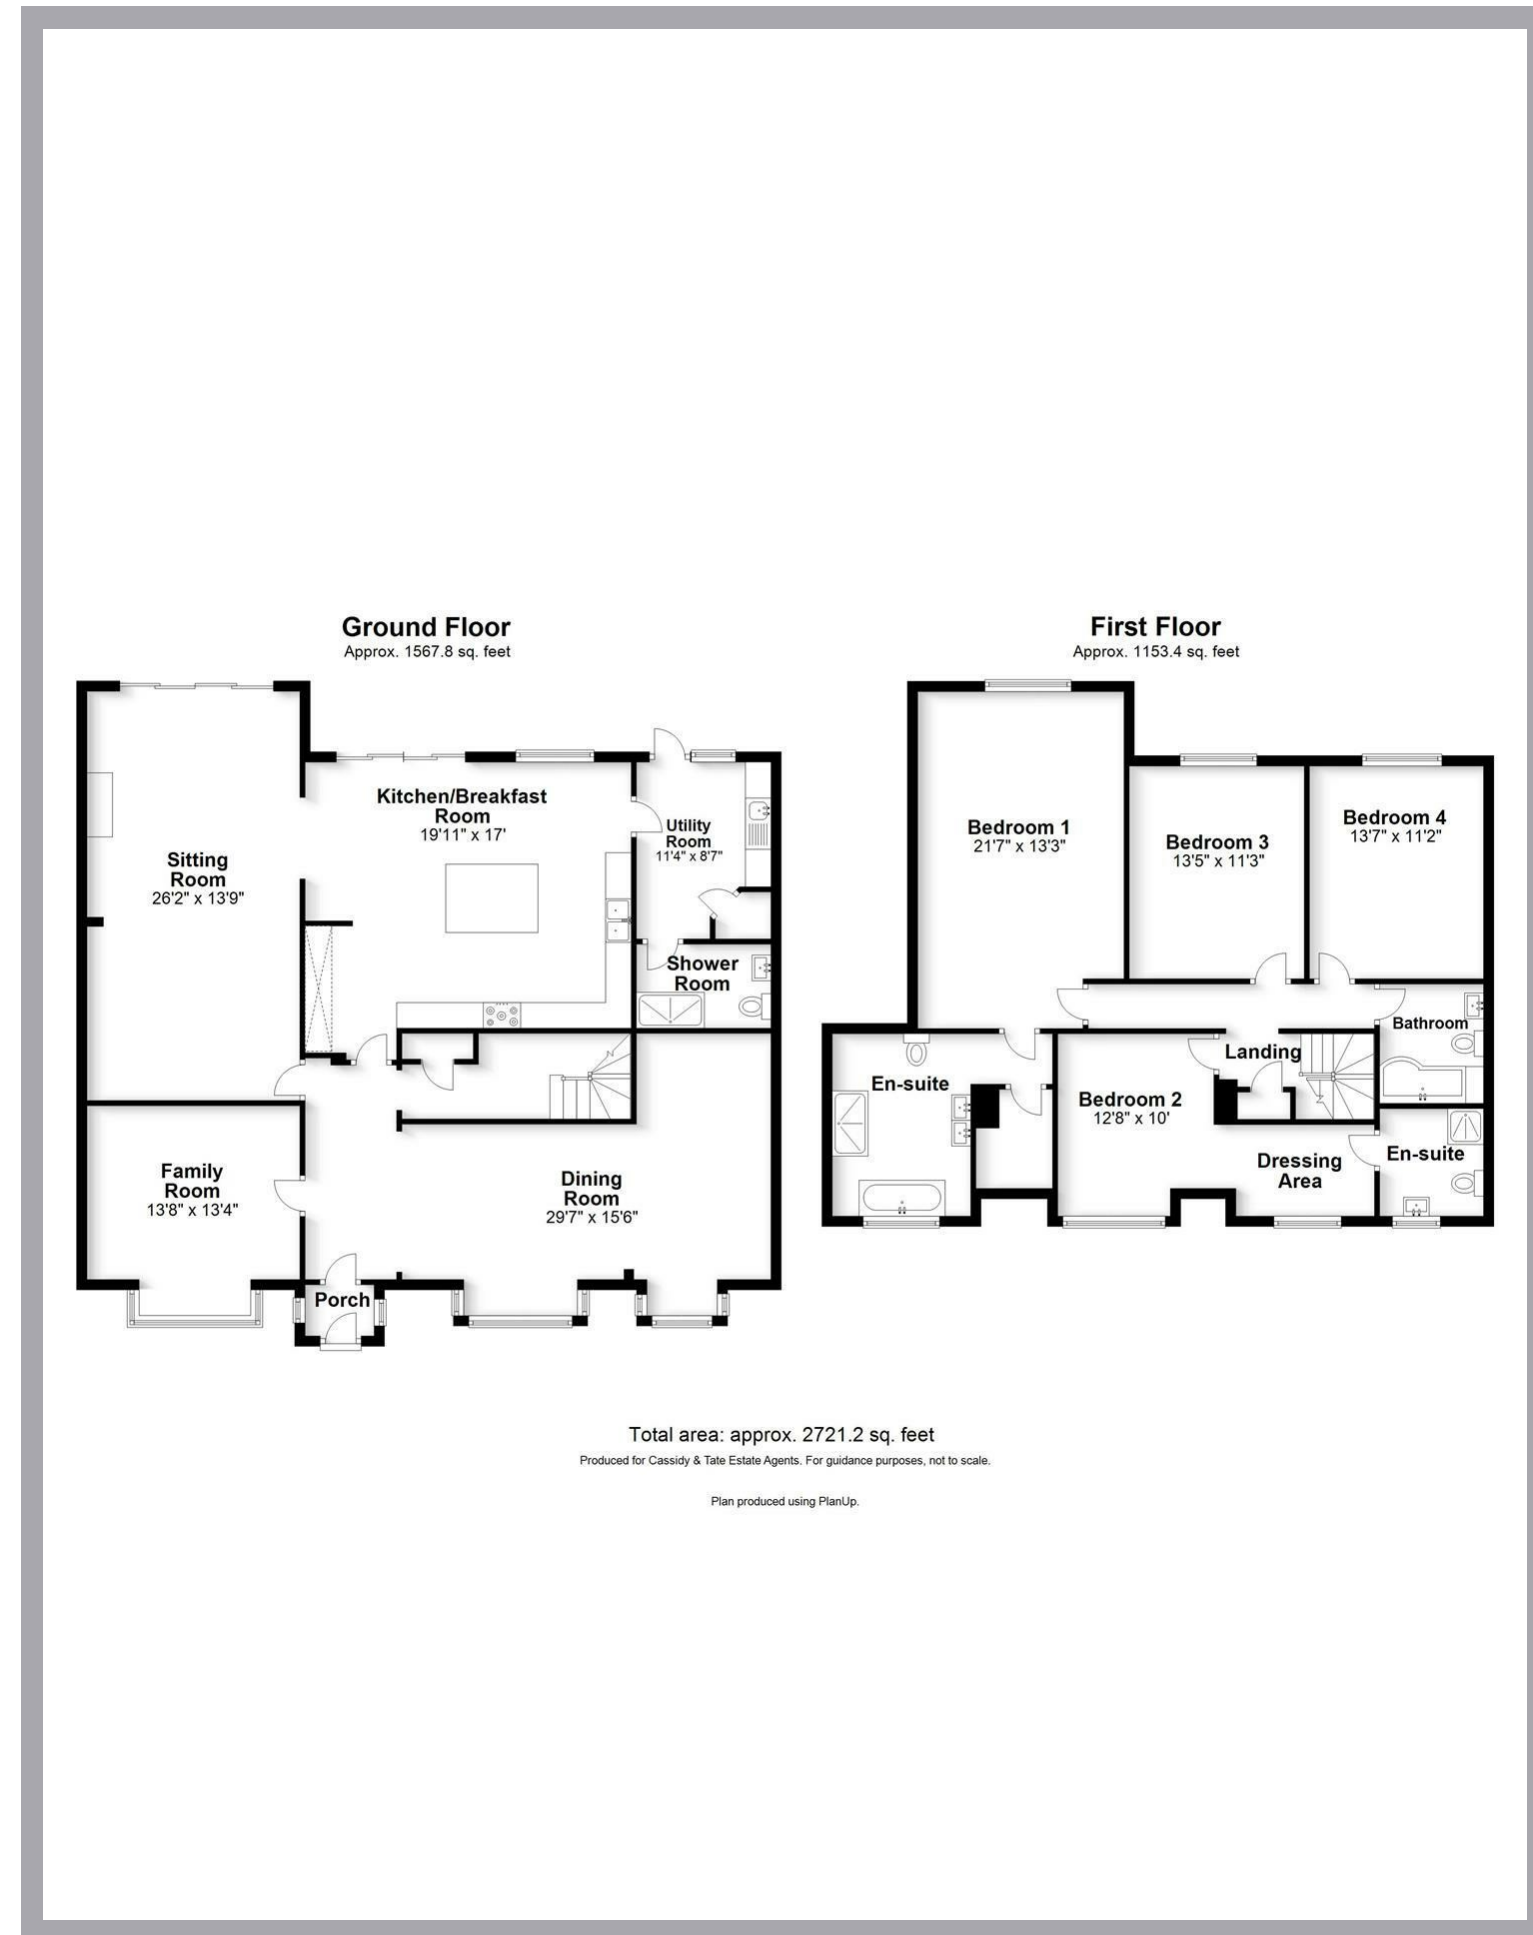 Ground Floor
Approx. 1567.8 sq. feet
Kitchen/Breakfast
Room
19'11" x 17'
Utility
Room
11'4" x 8'7"
Sitting
Room
26'2" x 13'9"
Shower
Room
Family
Room
13'8" x 13'4"
Dining
Room
29'7" x 15'6"
Porch
First Floor
Approx. 1153.4 sq. feet
Bedroom 1
21'7" x 13'3"
Bedroom 3
13'5" x 11'3"
Bedroom 4
13'7" x 11'2"
Bathroom
Landing
En-suite
Bedroom 2
12'8" x 10'
Dressing
Area
En-suite
Total area: approx. 2721.2 sq. feet
Produced for Cassidy & Tate Estate Agents. For guidance purposes, not to scale.
Plan produced using PlanUp.